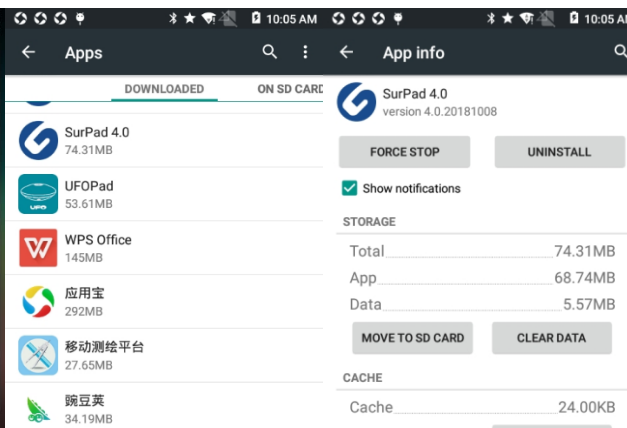 10:05 AM
Apps
DOWNLOADED
ON SD CARD
SurPad 4.0
74.31MB
UFOPad
53.61MB
UFO
WPS Office
145MB
应用宝
292MB
移动测绘平台
27.65MB
豌豆荚
34.19MB
10:05 AM
App info
SurPad 4.0
version 4.0.20181008
FORCE STOP
UNINSTALL
Show notifications
STORAGE
Total 74.31MB
App 68.74MB
Data 5.57MB
MOVE TO SD CARD
CLEAR DATA
CACHE
Cache 24.00KB